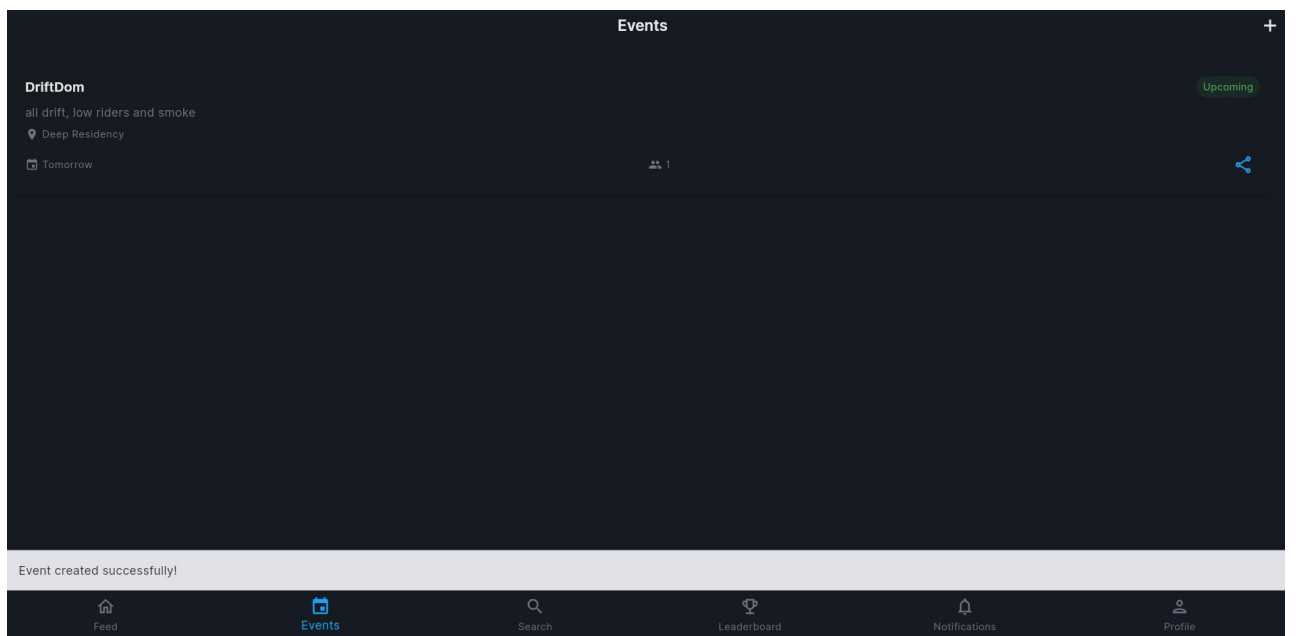 Events
+
DriftDom
Upcoming
all drift, low riders and smoke
Deep Residency
Tomorrow
1
Event created successfully!
Feed
Events
Search
Leaderboard
Notifications
Profile